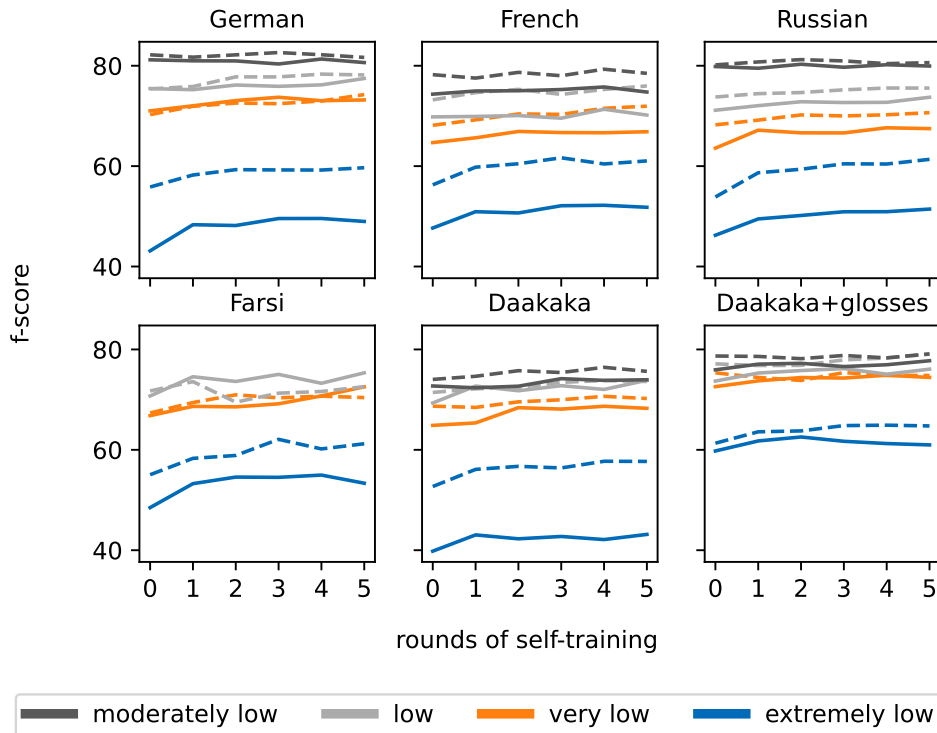 German French Russian
80
60
40
Farsi Daakaka Daakaka+glosses
80
60
40
0 1 2 3 4 5 0 1 2 3 4 5 0 1 2 3 4 5
f-score
rounds of self-training
moderately low low very low extremely low